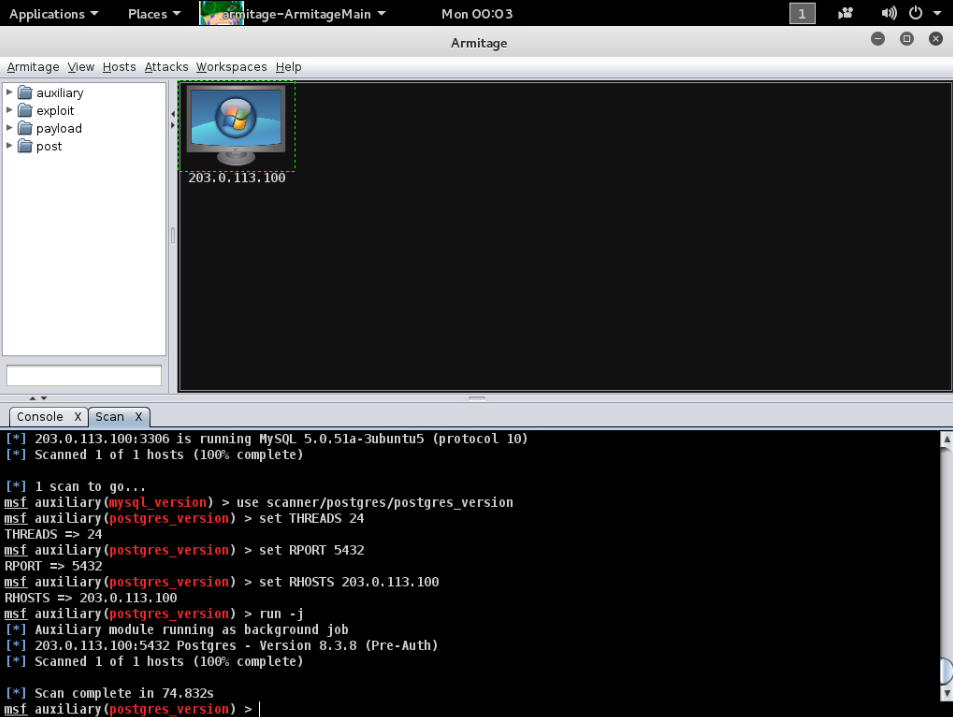 Applications Places armitage-ArmitageMain Mon 00:03 1
Armitage
Armitage View Hosts Attacks Workspaces Help
auxiliary
exploit
payload
post
203.0.113.100
Console X Scan X
[*] 203.0.113.100:3306 is running MySQL 5.0.51a-3ubuntu5 (protocol 10)
[*] Scanned 1 of 1 hosts (100% complete)
[*] 1 scan to go...
msf auxiliary(mysql_version) > use scanner/postgres/postgres_version
msf auxiliary(postgres_version) > set THREADS 24
THREADS => 24
msf auxiliary(postgres_version) > set RPORT 5432
RPORT => 5432
msf auxiliary(postgres_version) > set RHOSTS 203.0.113.100
RHOSTS => 203.0.113.100
msf auxiliary(postgres_version) > run -j
[*] Auxiliary module running as background job
[*] 203.0.113.100:5432 Postgres - Version 8.3.8 (Pre-Auth)
[*] Scanned 1 of 1 hosts (100% complete)
[*] Scan complete in 74.832s
msf auxiliary(postgres_version) >